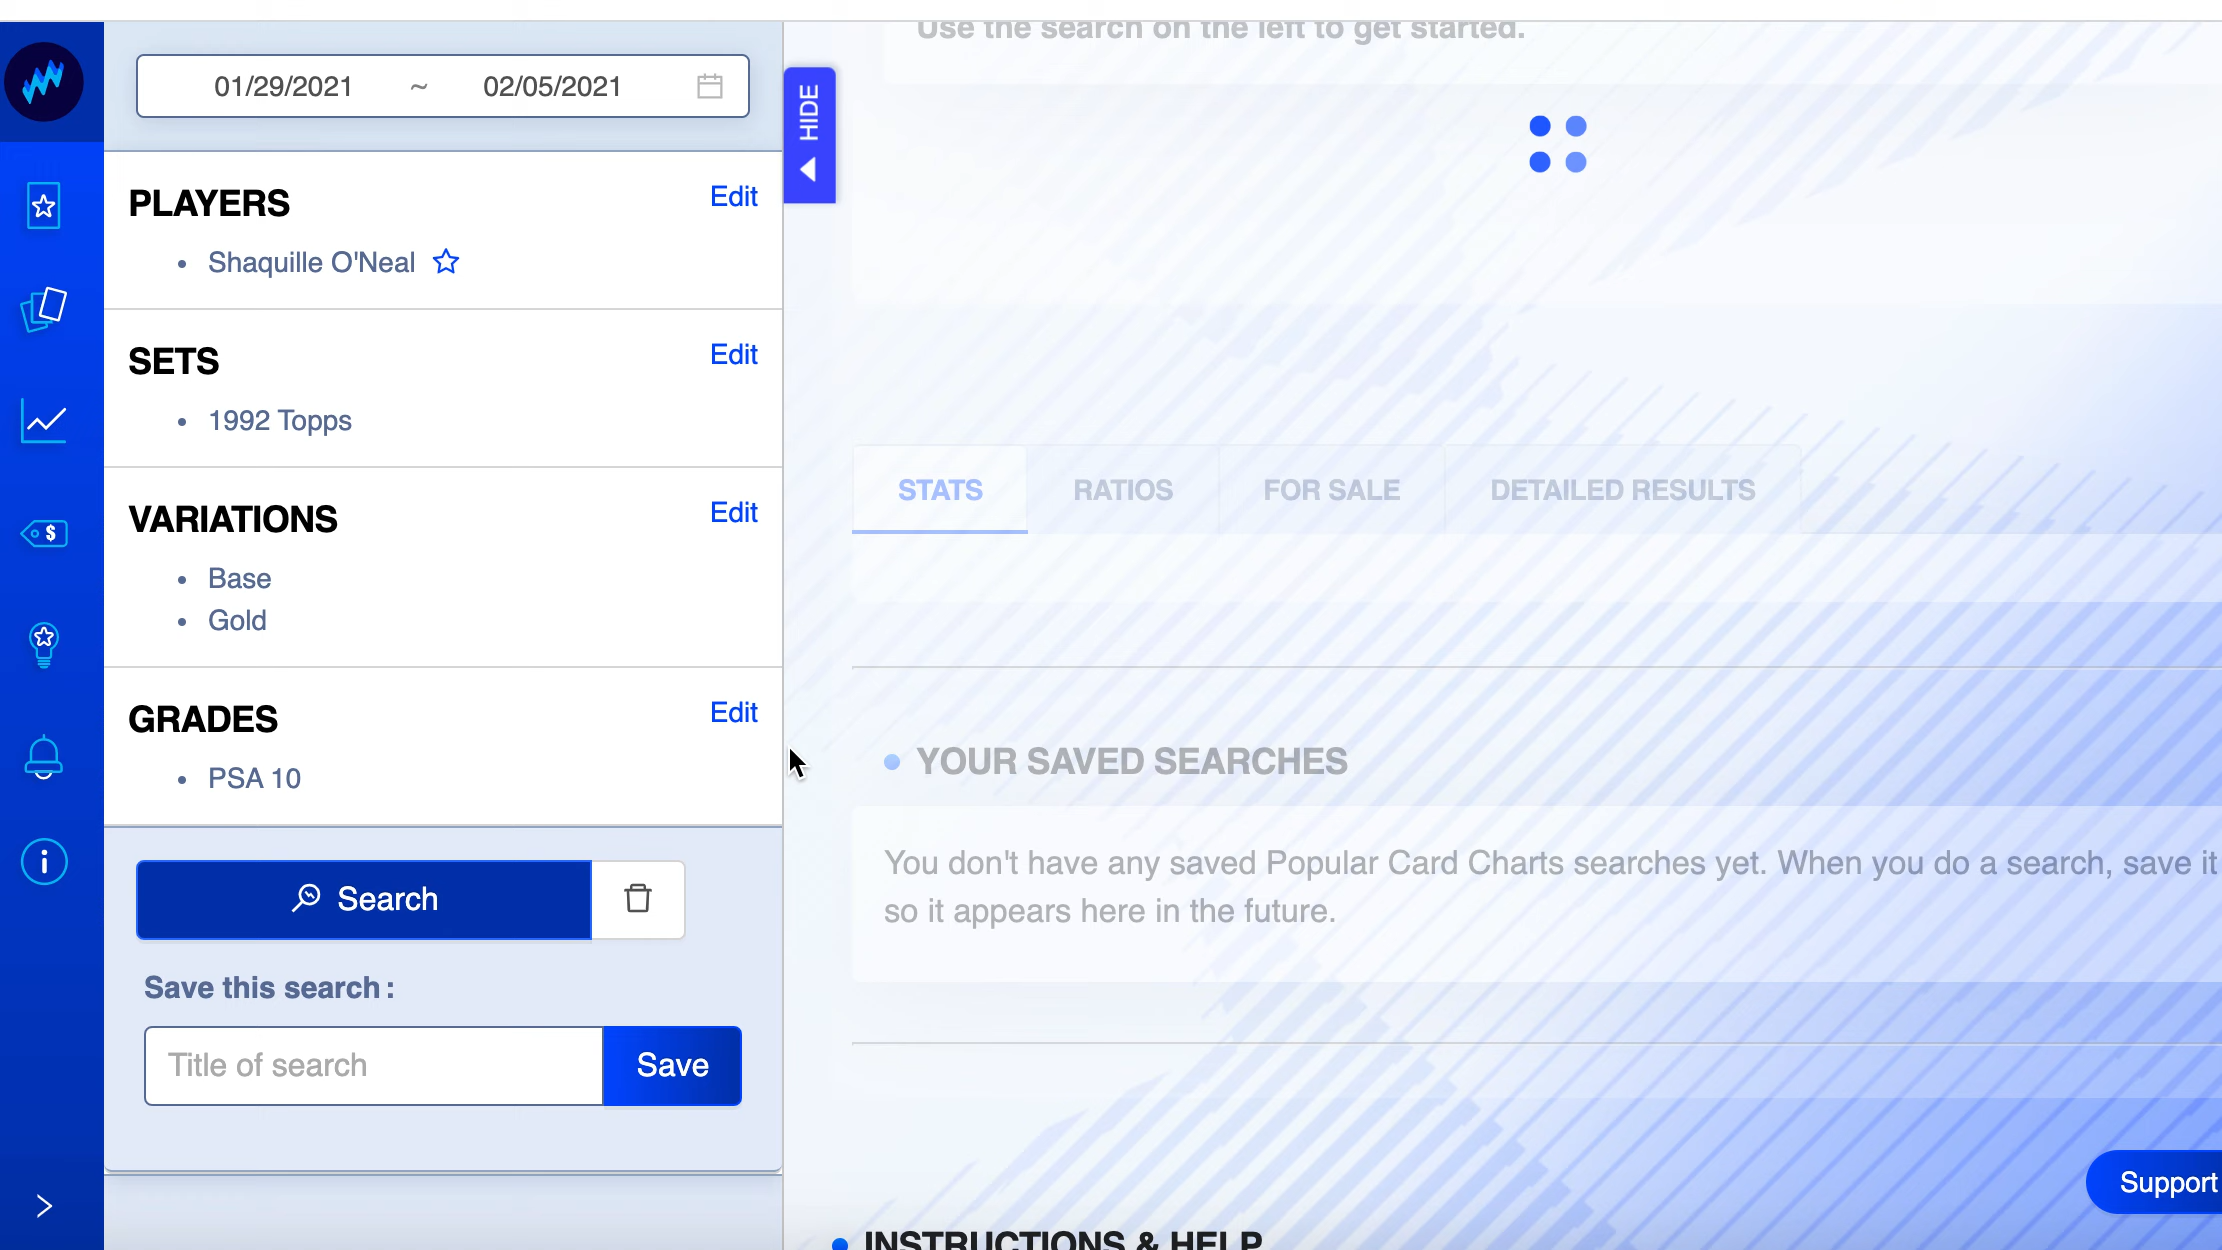 Use the search on the left to get started.
01/29/2021 ~ 02/05/2021
HIDE
PLAYERS Edit
• Shaquille O'Neal
SETS Edit
• 1992 Topps
VARIATIONS Edit
• Base
• Gold
GRADES Edit
• PSA 10
Search
Save this search :
Title of search Save
STATS RATIOS FOR SALE DETAILED RESULTS
• YOUR SAVED SEARCHES
You don't have any saved Popular Card Charts searches yet. When you do a search, save it
so it appears here in the future.
Support
• INSTRUCTIONS & HELP